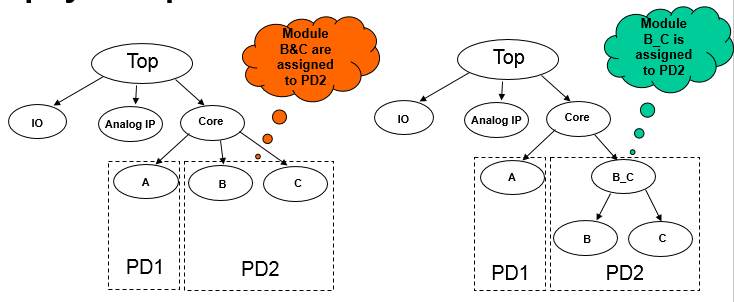 Module
B&C are
assigned
to PD2
Top
IO
Analog IP
Core
A
B
C
PD1
PD2
Module
B_C is
assigned
to PD2
Top
IO
Analog IP
Core
A
B_C
B
C
PD1
PD2